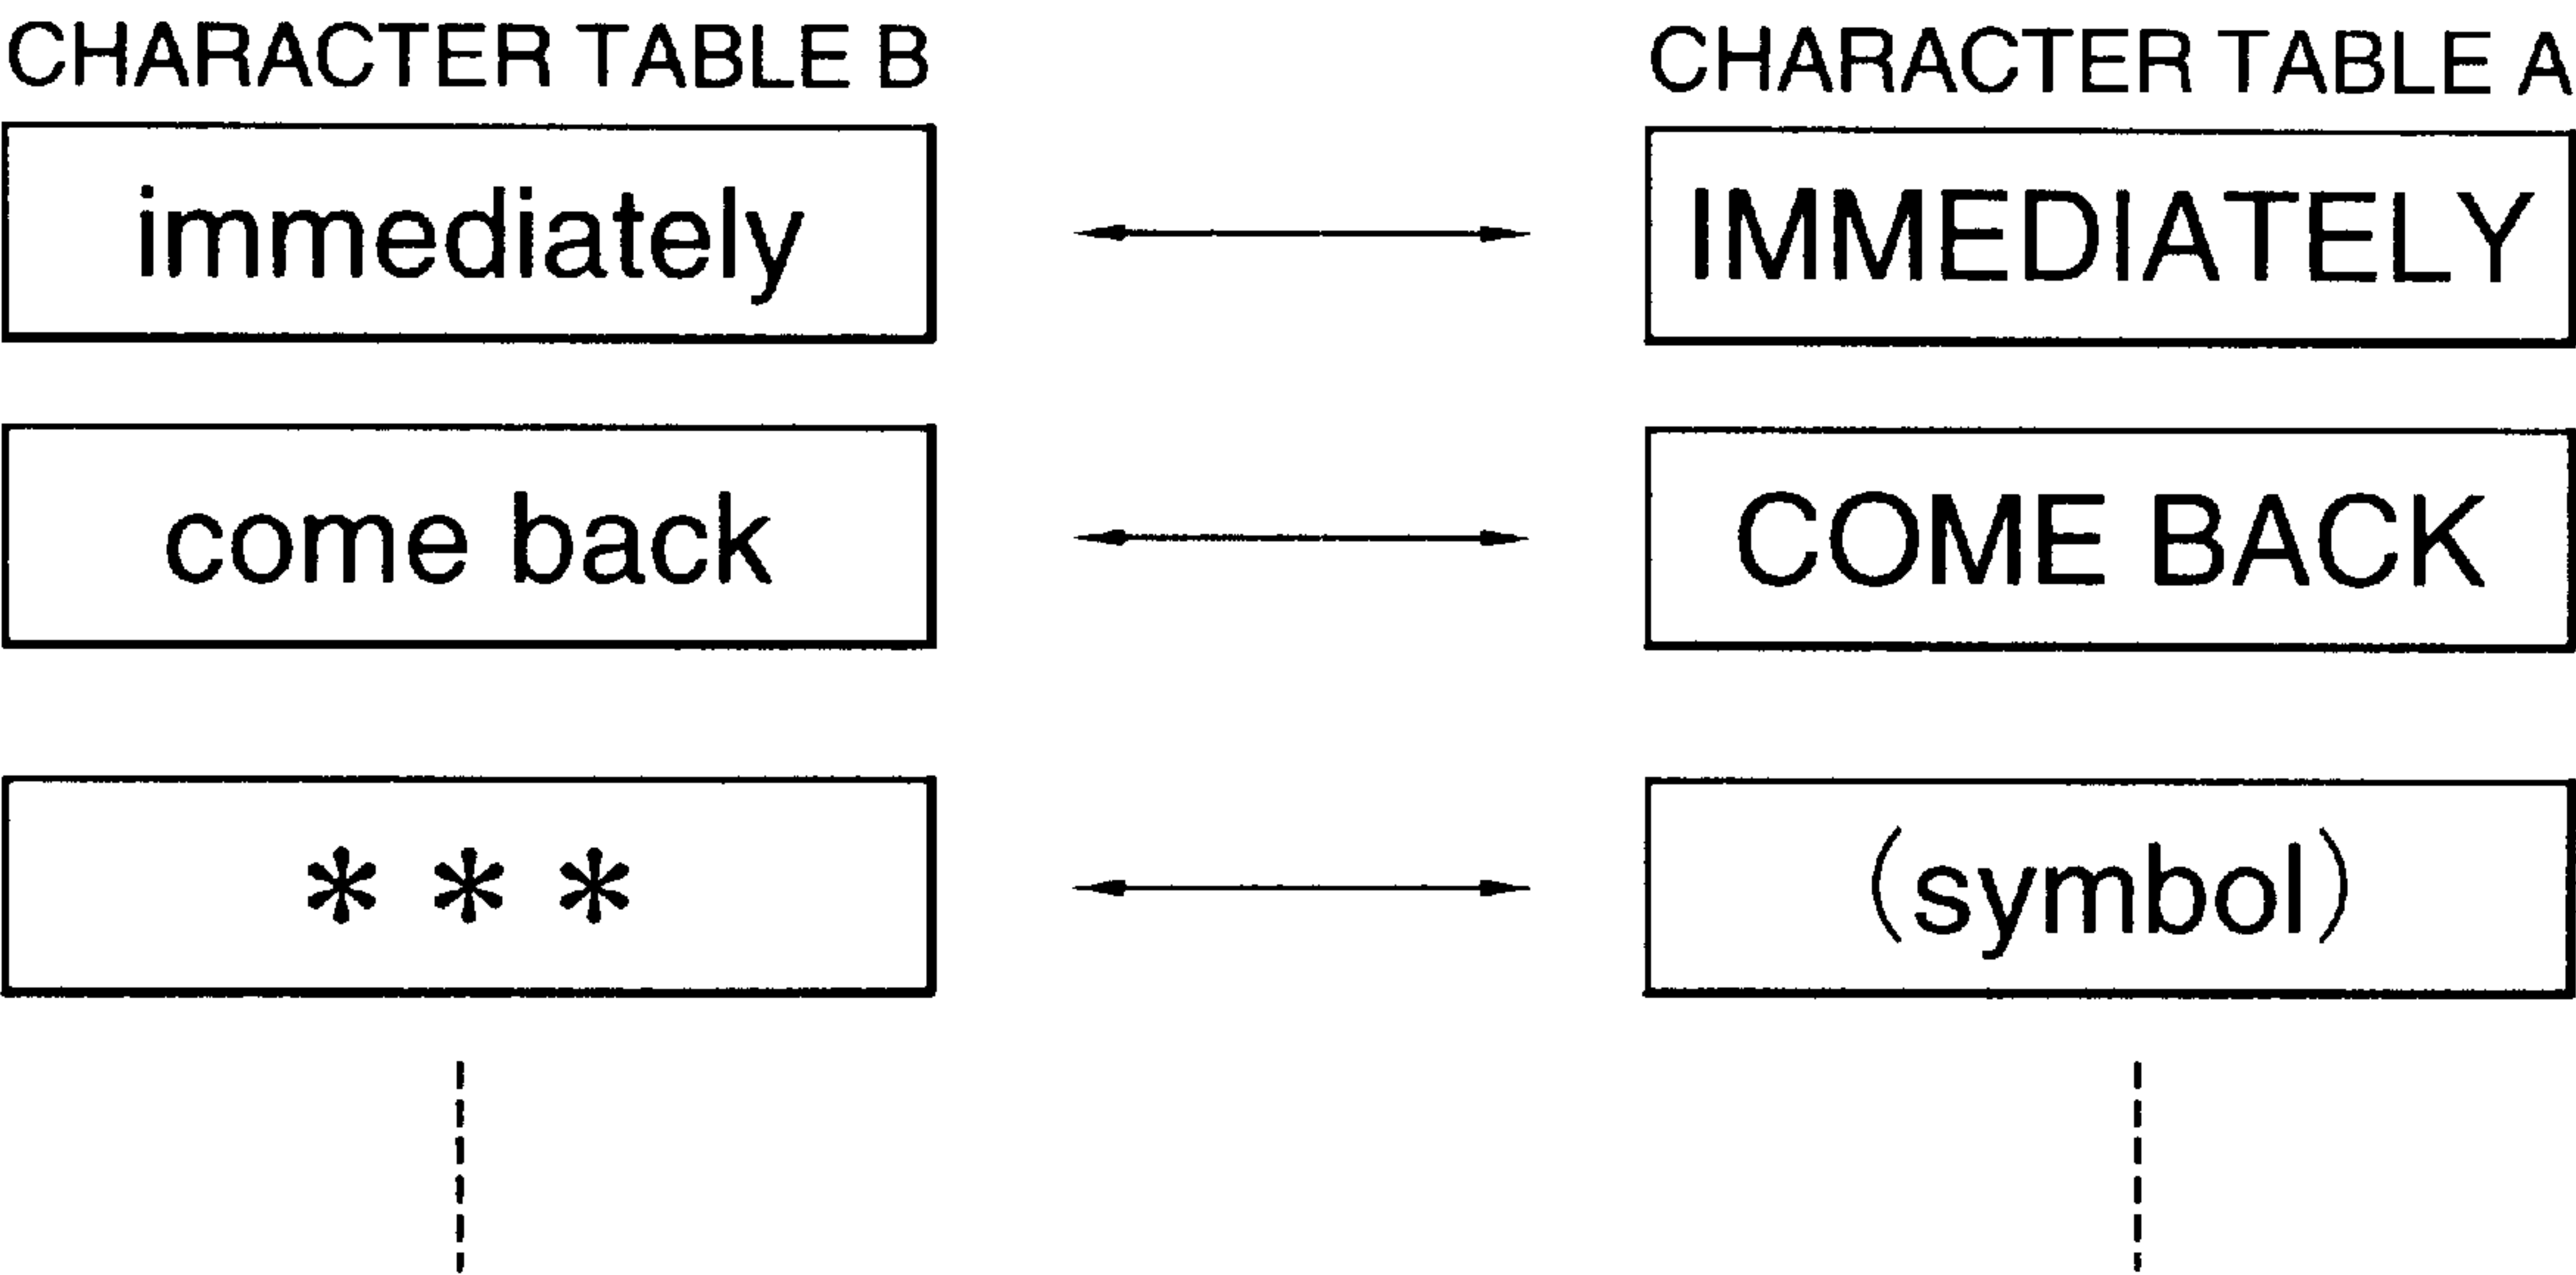 CHARACTER TABLE B CHARACTER TABLE A
immediately IMMEDIATELY
come back COME BACK
* * * (symbol)